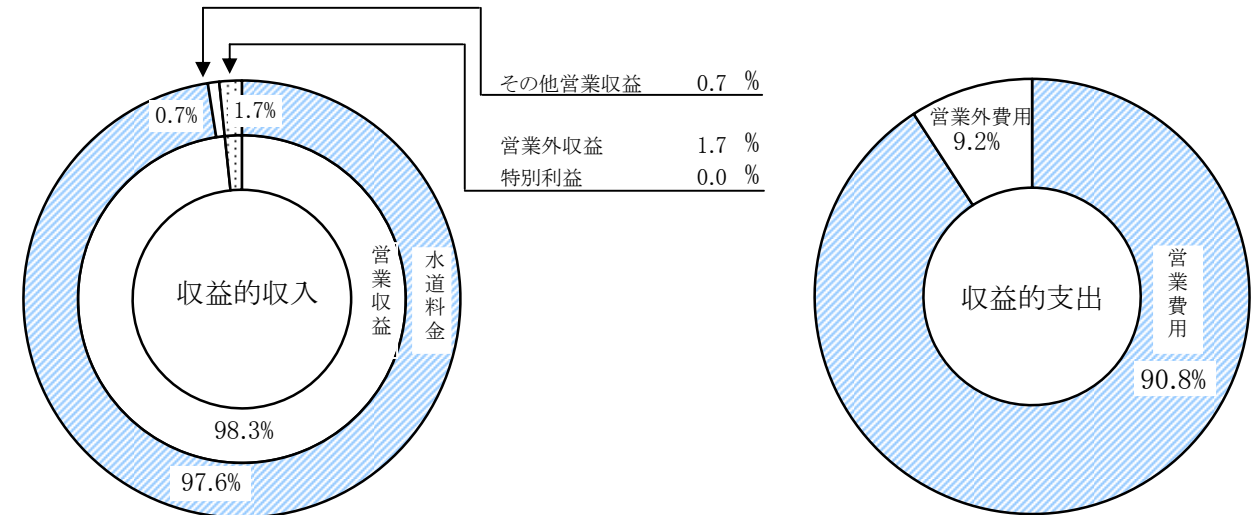 その他営業収益 0.7 %
営業外収益 1.7 %
特別利益 0.0 %
0.7%
1.7%
営業収益
水道料金
収益的収入
98.3%
97.6%
営業外費用
9.2%
収益的支出
営業費用
90.8%